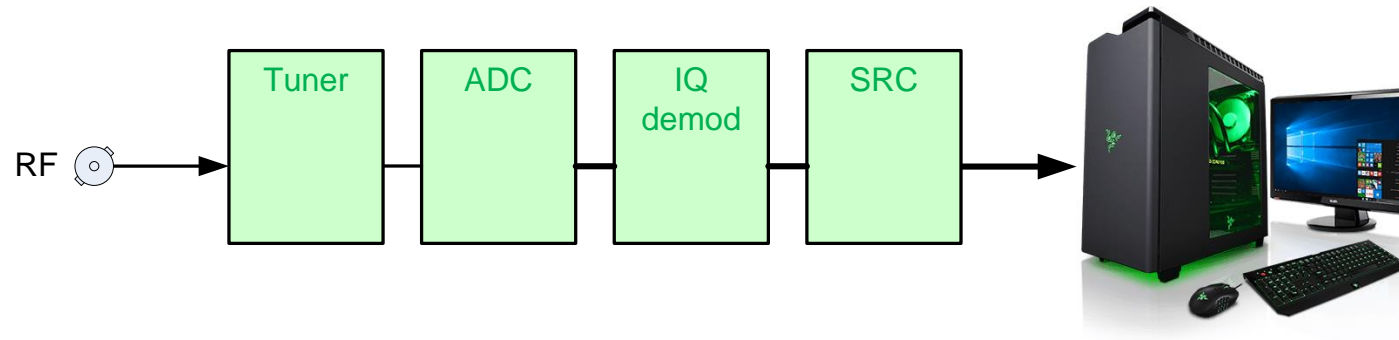 RF
Tuner
ADC
IQ
demod
SRC